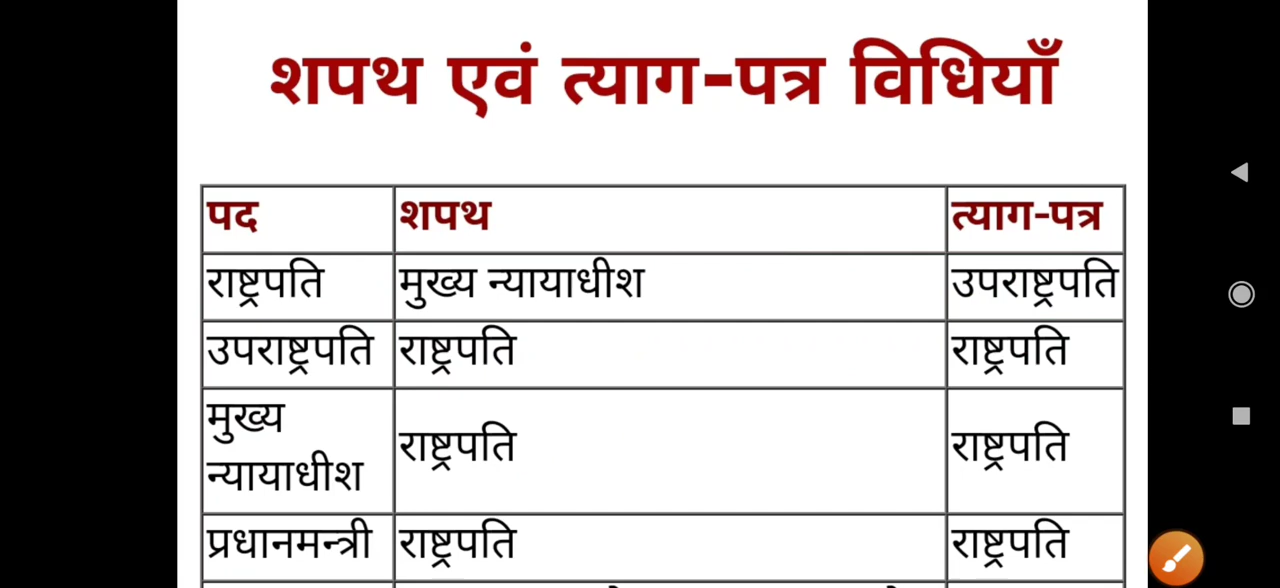 शपथ एवं त्याग-पत्र विधियाँ
पद शपथ त्याग-पत्र
राष्ट्रपति मुख्य न्यायाधीश उपराष्ट्रपति
उपराष्ट्रपति राष्ट्रपति राष्ट्रपति
मुख्य न्यायाधीश राष्ट्रपति राष्ट्रपति
प्रधानमन्त्री राष्ट्रपति राष्ट्रपति